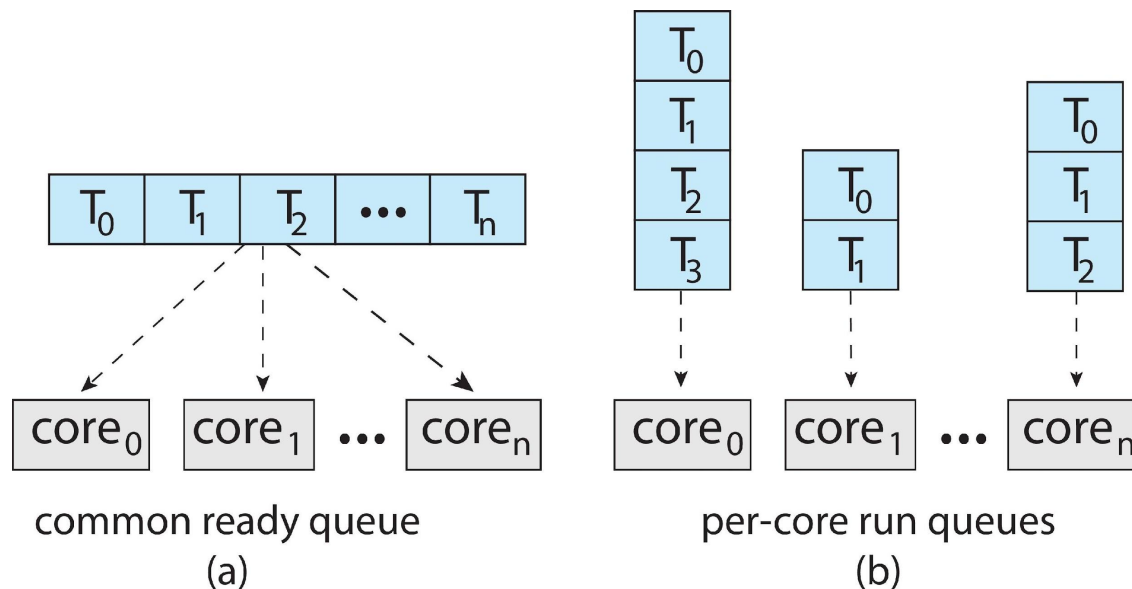 T0 T1 T2 ••• Tn
core0 core1 ••• coren
common ready queue
(a)
T0
T1
T2
T3
T0
T1
T0
T1
T2
core0 core1 ••• coren
per-core run queues
(b)